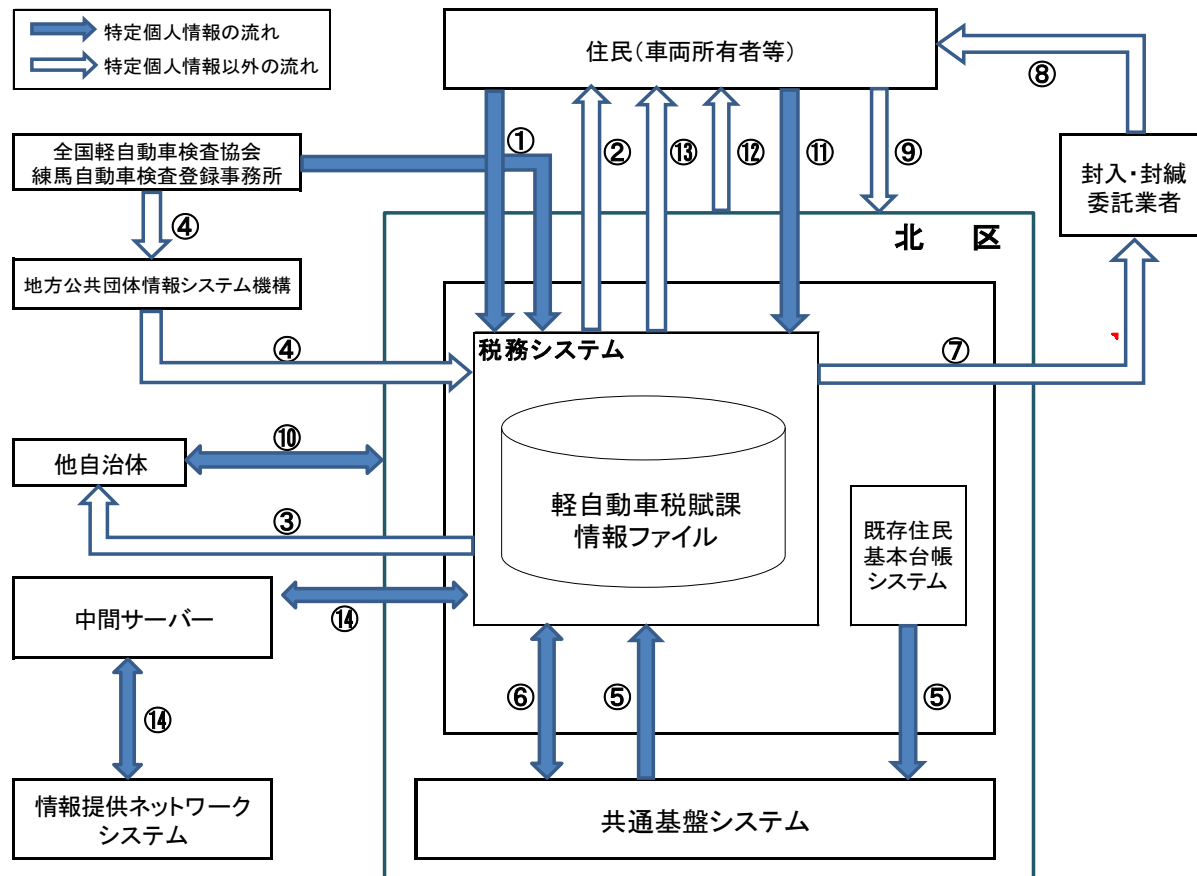 特定個人情報の流れ
特定個人情報以外の流れ
住民(車両所有者等)
⑧
①
②
⑬
⑫
⑪
⑨
全国軽自動車検査協会
練馬自動車検査登録事務所
封入・封緘
委託業者
④
北 区
地方公共団体情報システム機構
④
税務システム
⑦
⑩
他自治体
軽自動車税賦課
情報ファイル
③
既存住民
基本台帳
システム
中間サーバー
⑭
⑥
⑤
⑤
⑭
情報提供ネットワーク
システム
共通基盤システム